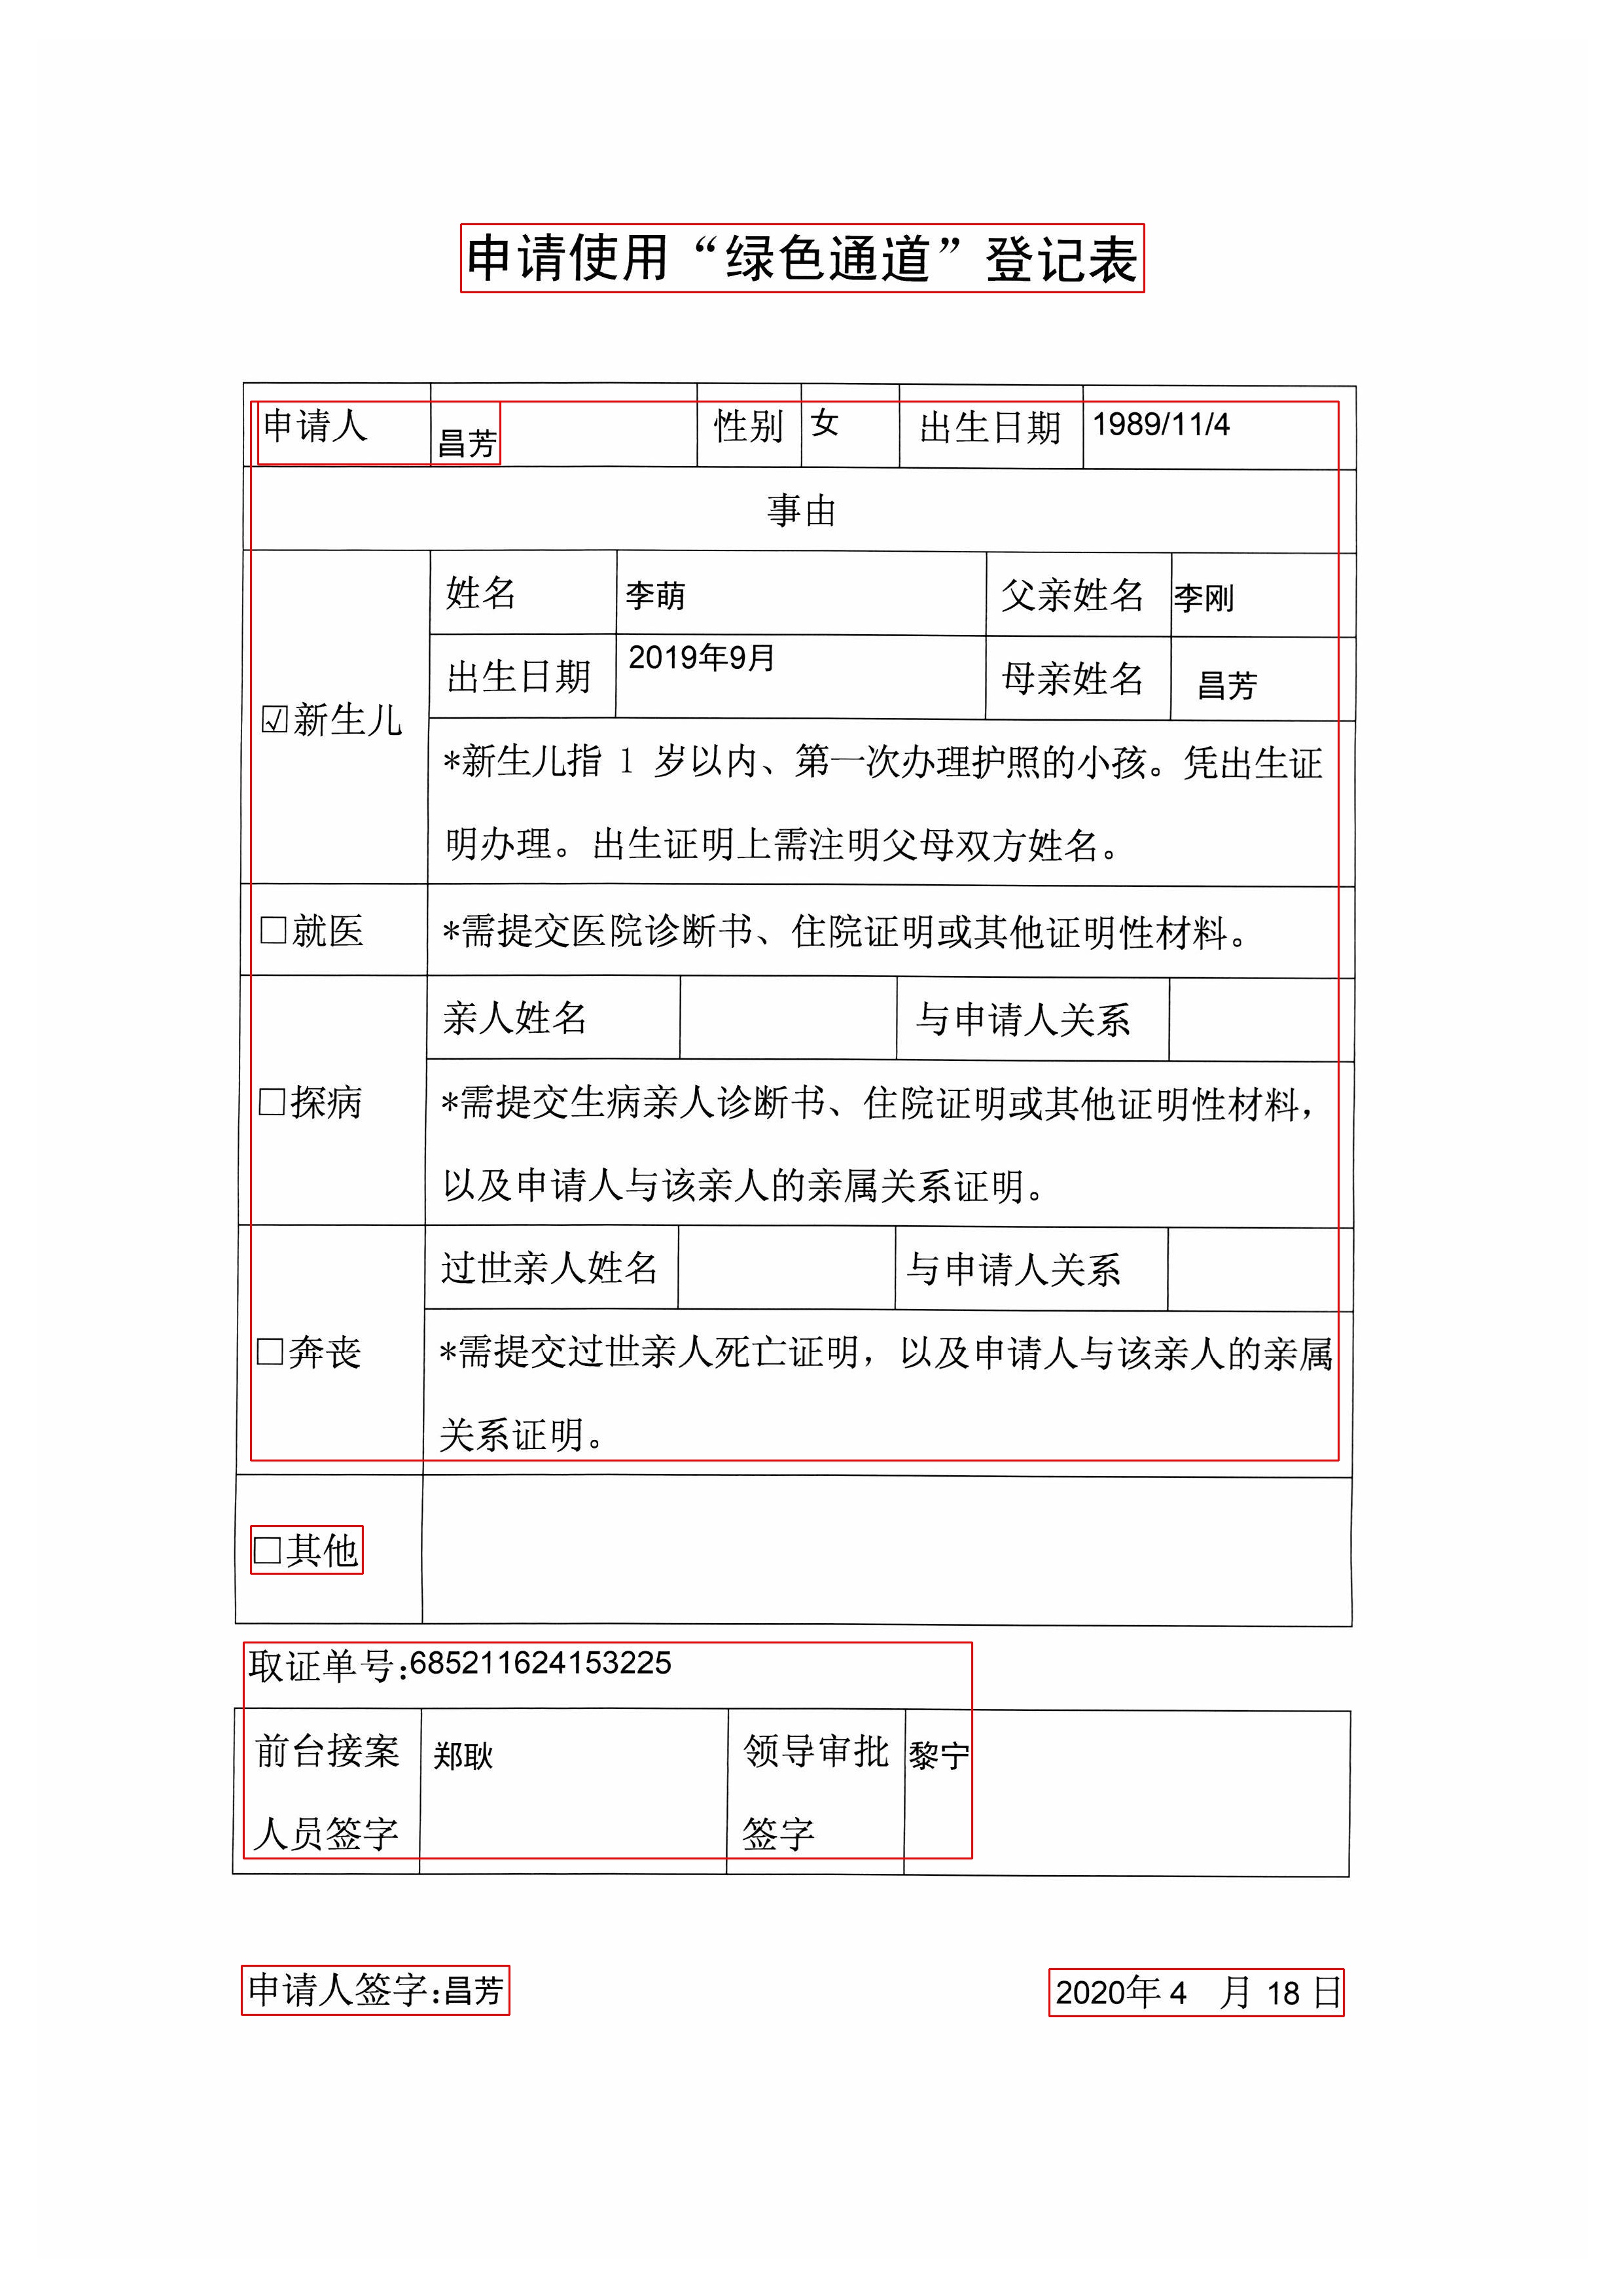 申请使用“绿色通道”登记表
申请人 昌芳 性别 女 出生日期 1989/11/4
事由
姓名 李萌 父亲姓名 李刚
出生日期 2019年9月 母亲姓名 昌芳
☑新生儿
*新生儿指 1 岁以内、第一次办理护照的小孩。凭出生证
明办理。出生证明上需注明父母双方姓名。
□就医 *需提交医院诊断书、住院证明或其他证明性材料。
亲人姓名 与申请人关系
□探病 *需提交生病亲人诊断书、住院证明或其他证明性材料，
以及申请人与该亲人的亲属关系证明。
过世亲人姓名 与申请人关系
□奔丧 *需提交过世亲人死亡证明，以及申请人与该亲人的亲属
关系证明。
□其他
取证单号:685211624153225
前台接案 郑耿 领导审批 黎宁
人员签字 签字
申请人签字:昌芳 2020年 4 月 18 日